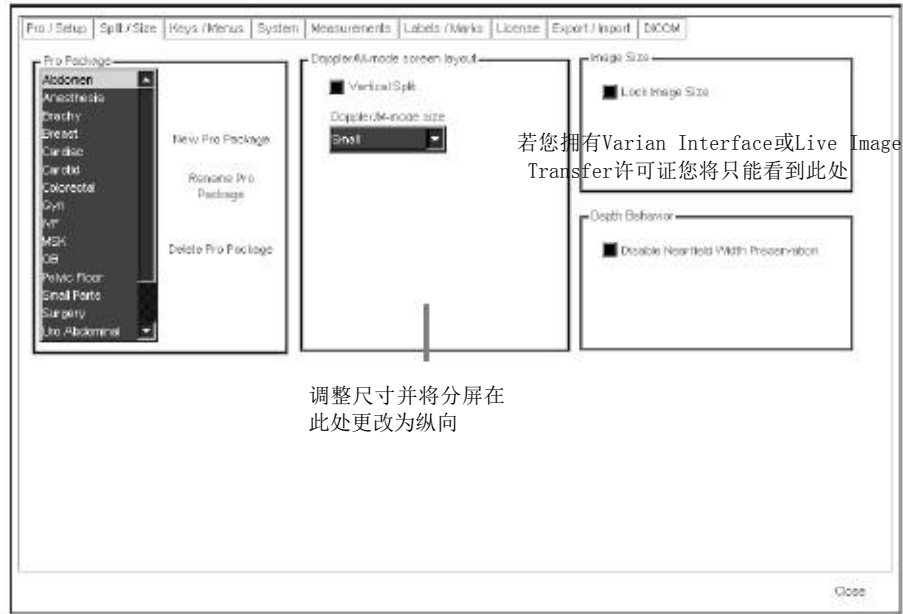 Pro / Setup
Split / Size
Keys / Menus
System
Measurements
Labels / Marks
License
Export / Import
DICOM
Pro Package
Abdomen
Anesthesia
Brachy
Breast
Cardiac
Carotid
Colorectal
Gyn
IVF
MSK
OB
Pelvic Floor
Small Parts
Surgery
Uro Abdominal
New Pro Package
Rename Pro
Package
Delete Pro Package
Doppler/M-mode screen layout
Vertical Split
Doppler/M-mode size
Small
调整尺寸并将分屏在
此处更改为纵向
Image Size
Lock Image Size
若您拥有Varian Interface或Live Image
Transfer许可证您将只能看到此处
Depth Behavior
Disable Nearfield Width Preservation
Close